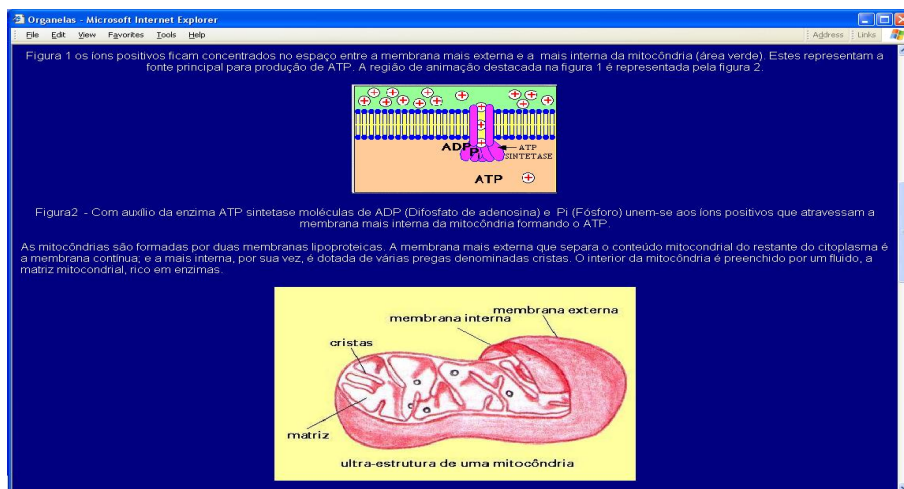 Organelas - Microsoft Internet Explorer
File Edit View Favorites Tools Help Address Links
Figura 1 os íons positivos ficam concentrados no espaço entre a membrana mais externa e a mais interna da mitocôndria (área verde). Estes representam a
fonte principal para produção de ATP. A região de animação destacada na figura 1 é representada pela figura 2.
ADP
Pi
ATP
SINTETASE
ATP
Figura2 - Com auxílio da enzima ATP sintetase moléculas de ADP (Difosfato de adenosina) e Pi (Fósforo) unem-se aos íons positivos que atravessam a
membrana mais interna da mitocôndria formando o ATP.
As mitocôndrias são formadas por duas membranas lipoproteicas. A membrana mais externa que separa o conteúdo mitocondrial do restante do citoplasma é
a membrana contínua; e a mais interna, por sua vez, é dotada de várias pregas denominadas cristas. O interior da mitocôndria é preenchido por um fluido, a
matriz mitocondrial, rico em enzimas.
membrana externa
membrana interna
cristas
matriz
ultra-estrutura de uma mitocôndria